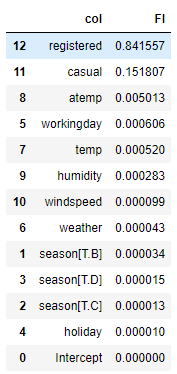 col FI
12 registered 0.841557
11 casual 0.151807
8 atemp 0.005013
5 workingday 0.000606
7 temp 0.000520
9 humidity 0.000283
10 windspeed 0.000099
6 weather 0.000043
1 season[T.B] 0.000034
3 season[T.D] 0.000015
2 season[T.C] 0.000013
4 holiday 0.000010
0 Intercept 0.000000